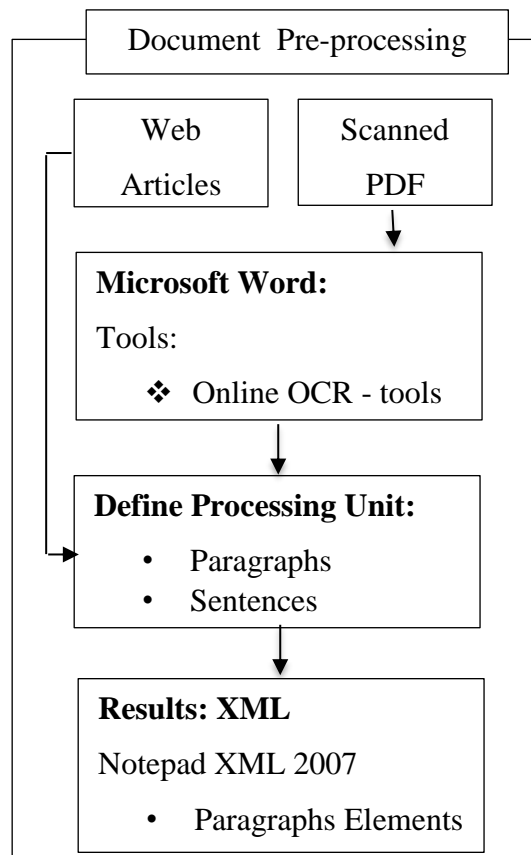 Document Pre-processing
Web
Articles
Scanned
PDF
Microsoft Word:
Tools:
❖ Online OCR - tools
Define Processing Unit:
• Paragraphs
• Sentences
Results: XML
Notepad XML 2007
• Paragraphs Elements